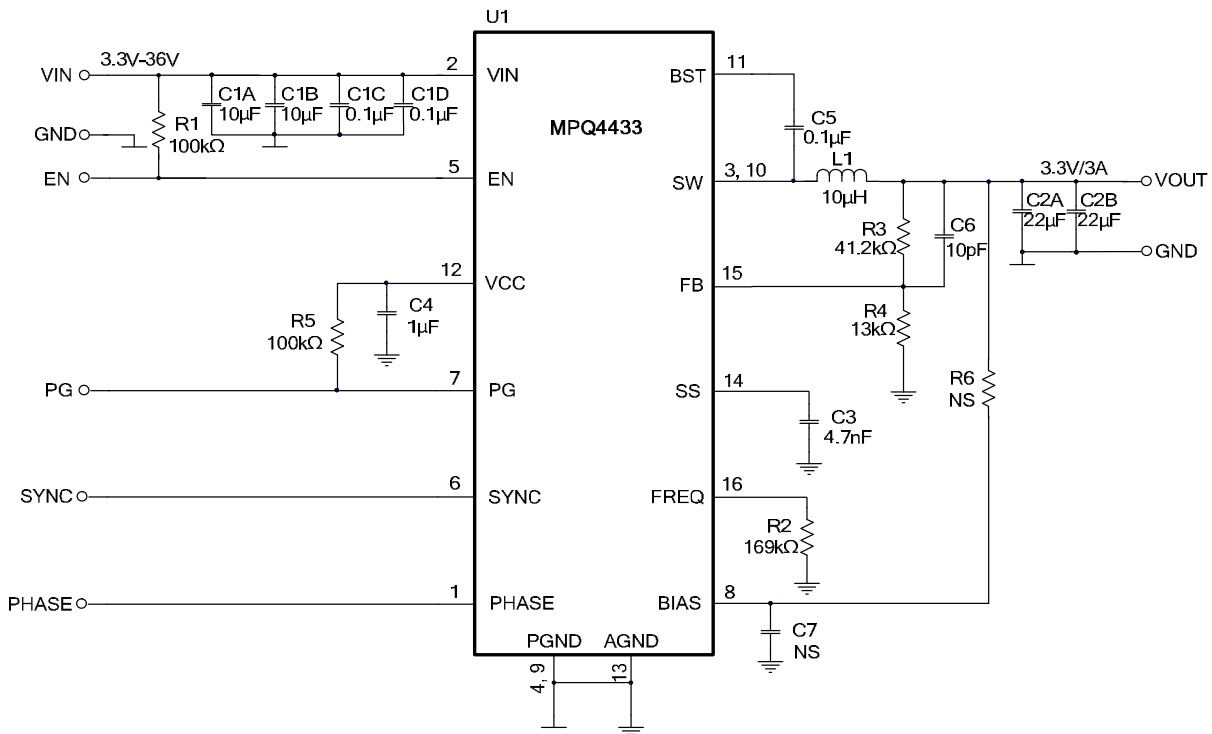 U1
MPQ4433
VIN
3.3V-36V
2
VIN
C1A
10µF
C1B
10µF
C1C
0.1µF
C1D
0.1µF
GND
R1
100kΩ
EN
5
EN
12
VCC
C4
1µF
R5
100kΩ
PG
7
PG
SYNC
6
SYNC
PHASE
1
PHASE
PGND
AGND
4, 9
13
BST
11
C5
0.1µF
SW
3, 10
L1
10µH
3.3V/3A
VOUT
C2A
22µF
C2B
22µF
GND
R3
41.2kΩ
C6
10pF
FB
15
R4
13kΩ
SS
14
C3
4.7nF
R6
NS
FREQ
16
R2
169kΩ
BIAS
8
C7
NS